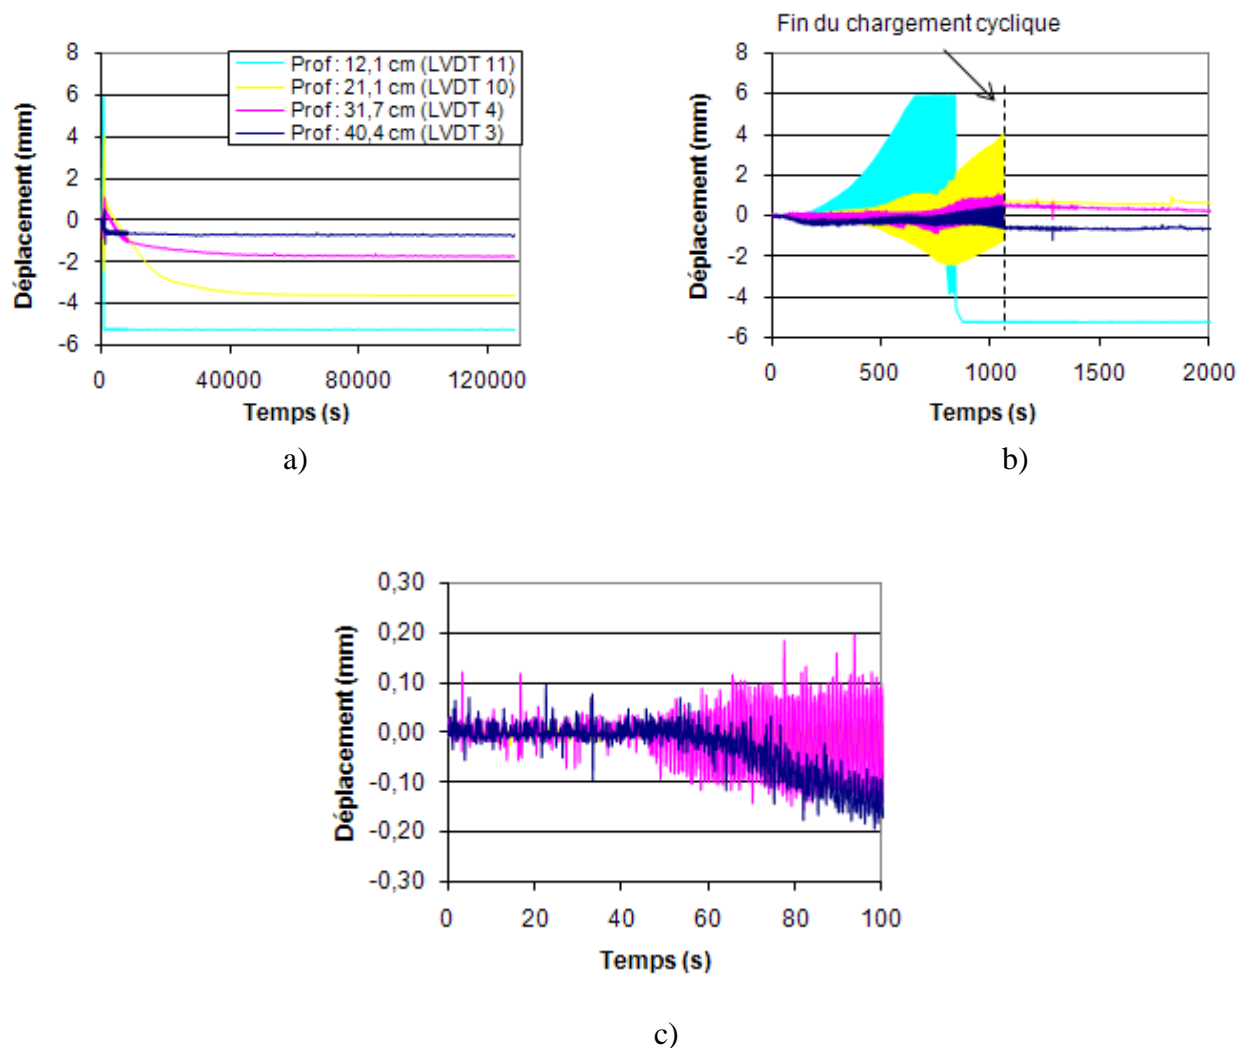 Fin du chargement cyclique
8
6
4
2
0
-2
-4
-6
Déplacement (mm)
Prof : 12,1 cm (LVDT 11)
Prof : 21,1 cm (LVDT 10)
Prof : 31,7 cm (LVDT 4)
Prof : 40,4 cm (LVDT 3)
0 40000 80000 120000
Temps (s)
a)
8
6
4
2
0
-2
-4
-6
Déplacement (mm)
0 500 1000 1500 2000
Temps (s)
b)
0,30
0,20
0,10
0,00
-0,10
-0,20
-0,30
Déplacement (mm)
0 20 40 60 80 100
Temps (s)
c)